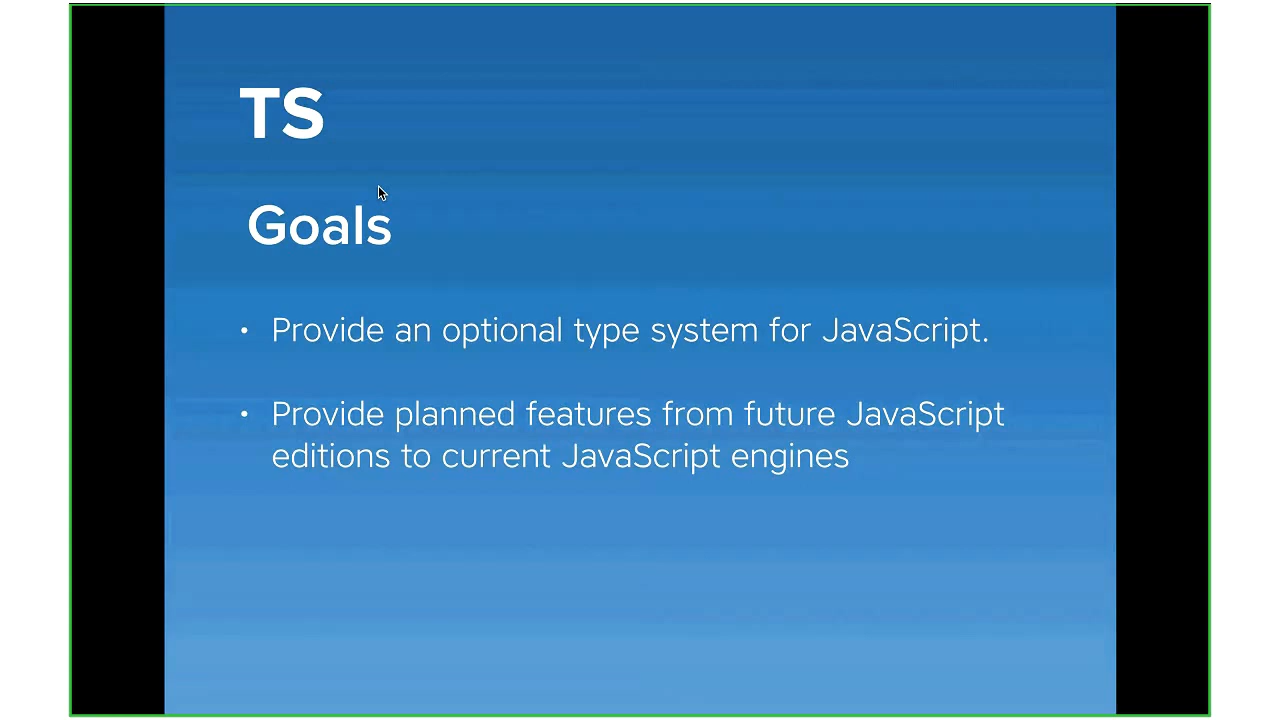 TS
Goals
• Provide an optional type system for JavaScript.
• Provide planned features from future JavaScript
editions to current JavaScript engines